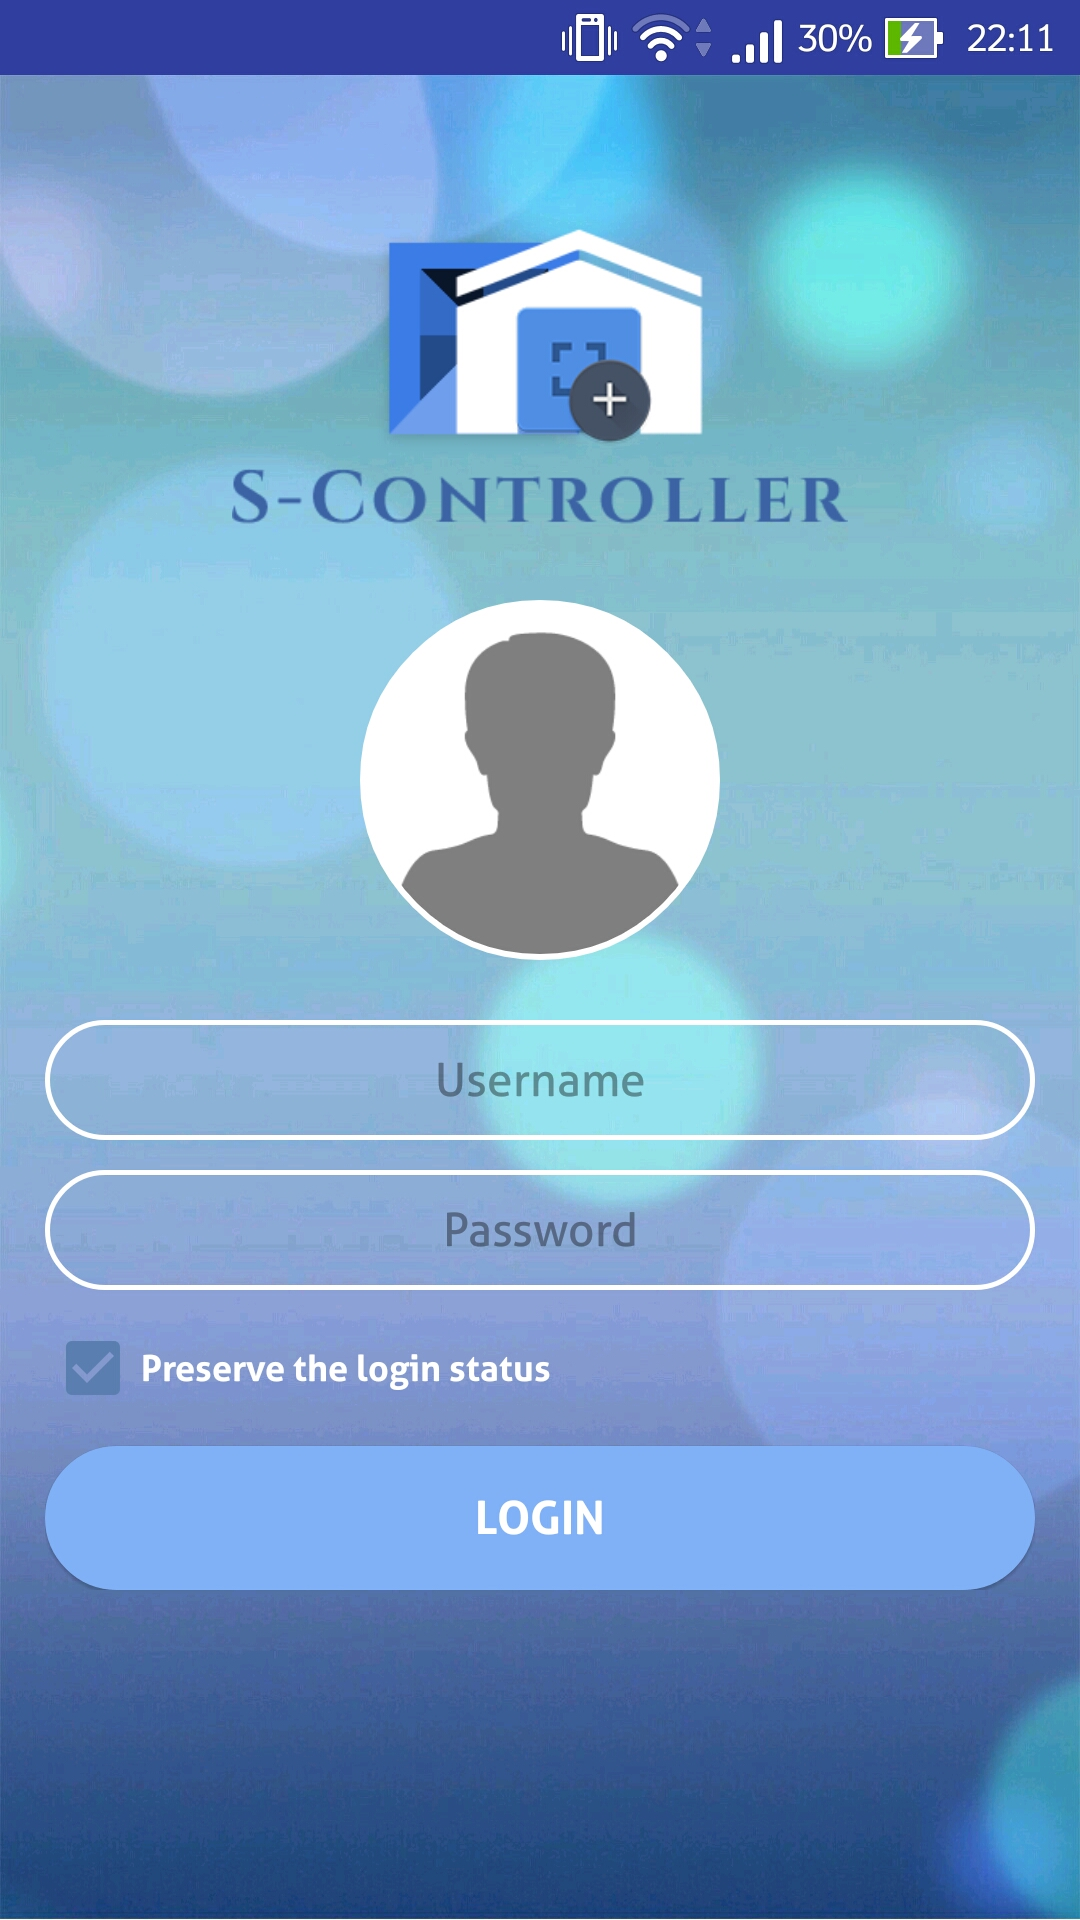 30% 22:11
S-CONTROLLER
Username
Password
Preserve the login status
LOGIN